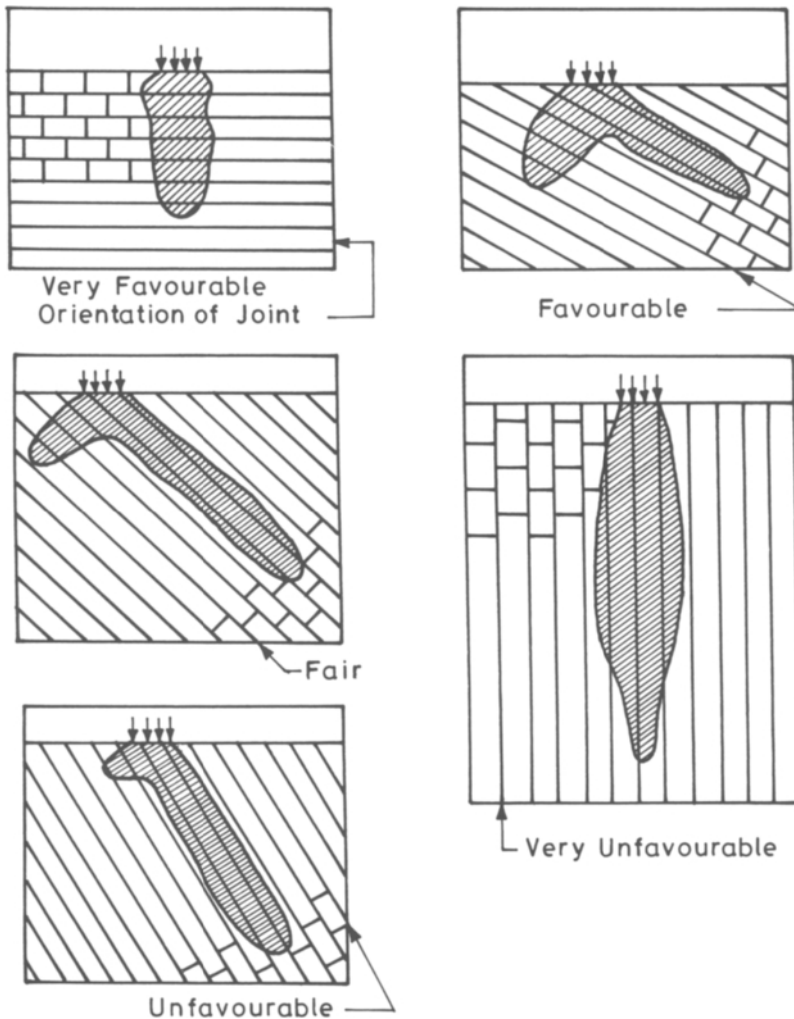 Very Favourable
Orientation of Joint
Favourable
Fair
Very Unfavourable
Unfavourable